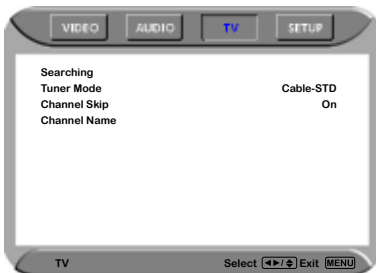 VIDEO AUDIO TV SETUP
Searching
Tuner Mode Cable-STD
Channel Skip On
Channel Name
TV Select ◄►/⬍ Exit MENU